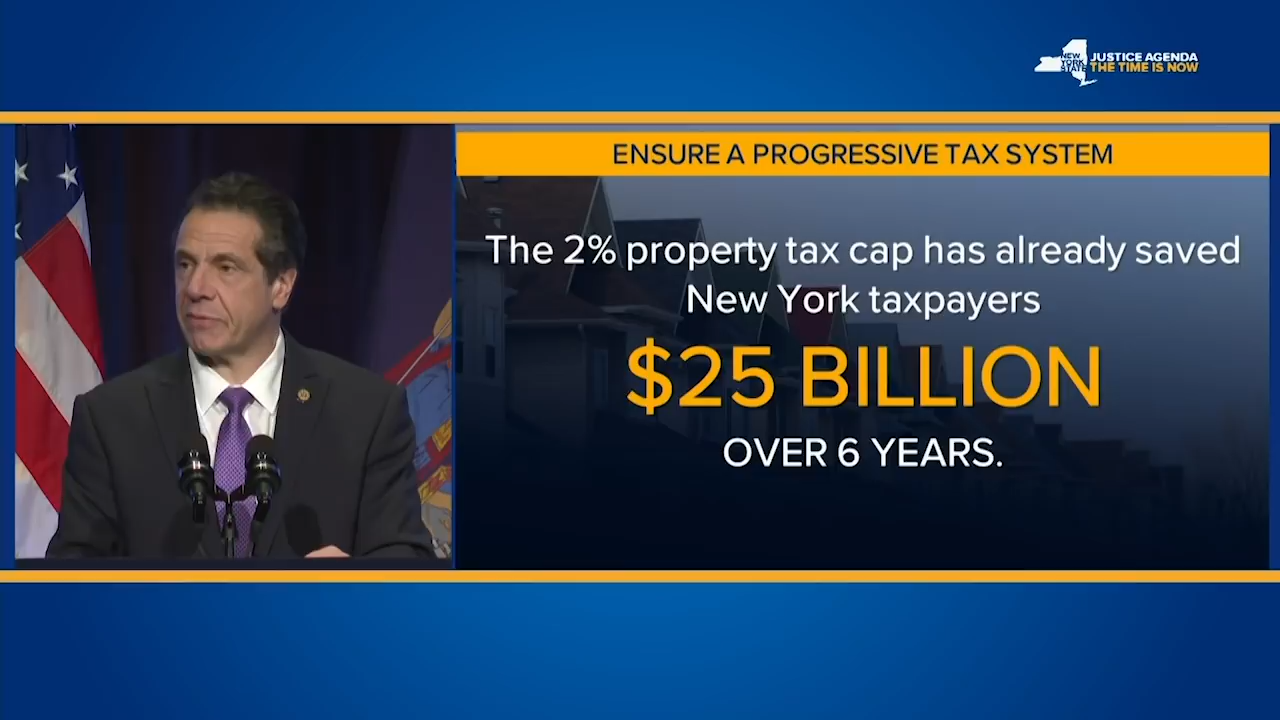 NEW
YORK
STATE
JUSTICE AGENDA
THE TIME IS NOW
ENSURE A PROGRESSIVE TAX SYSTEM
The 2% property tax cap has already saved
New York taxpayers
$25 BILLION
OVER 6 YEARS.